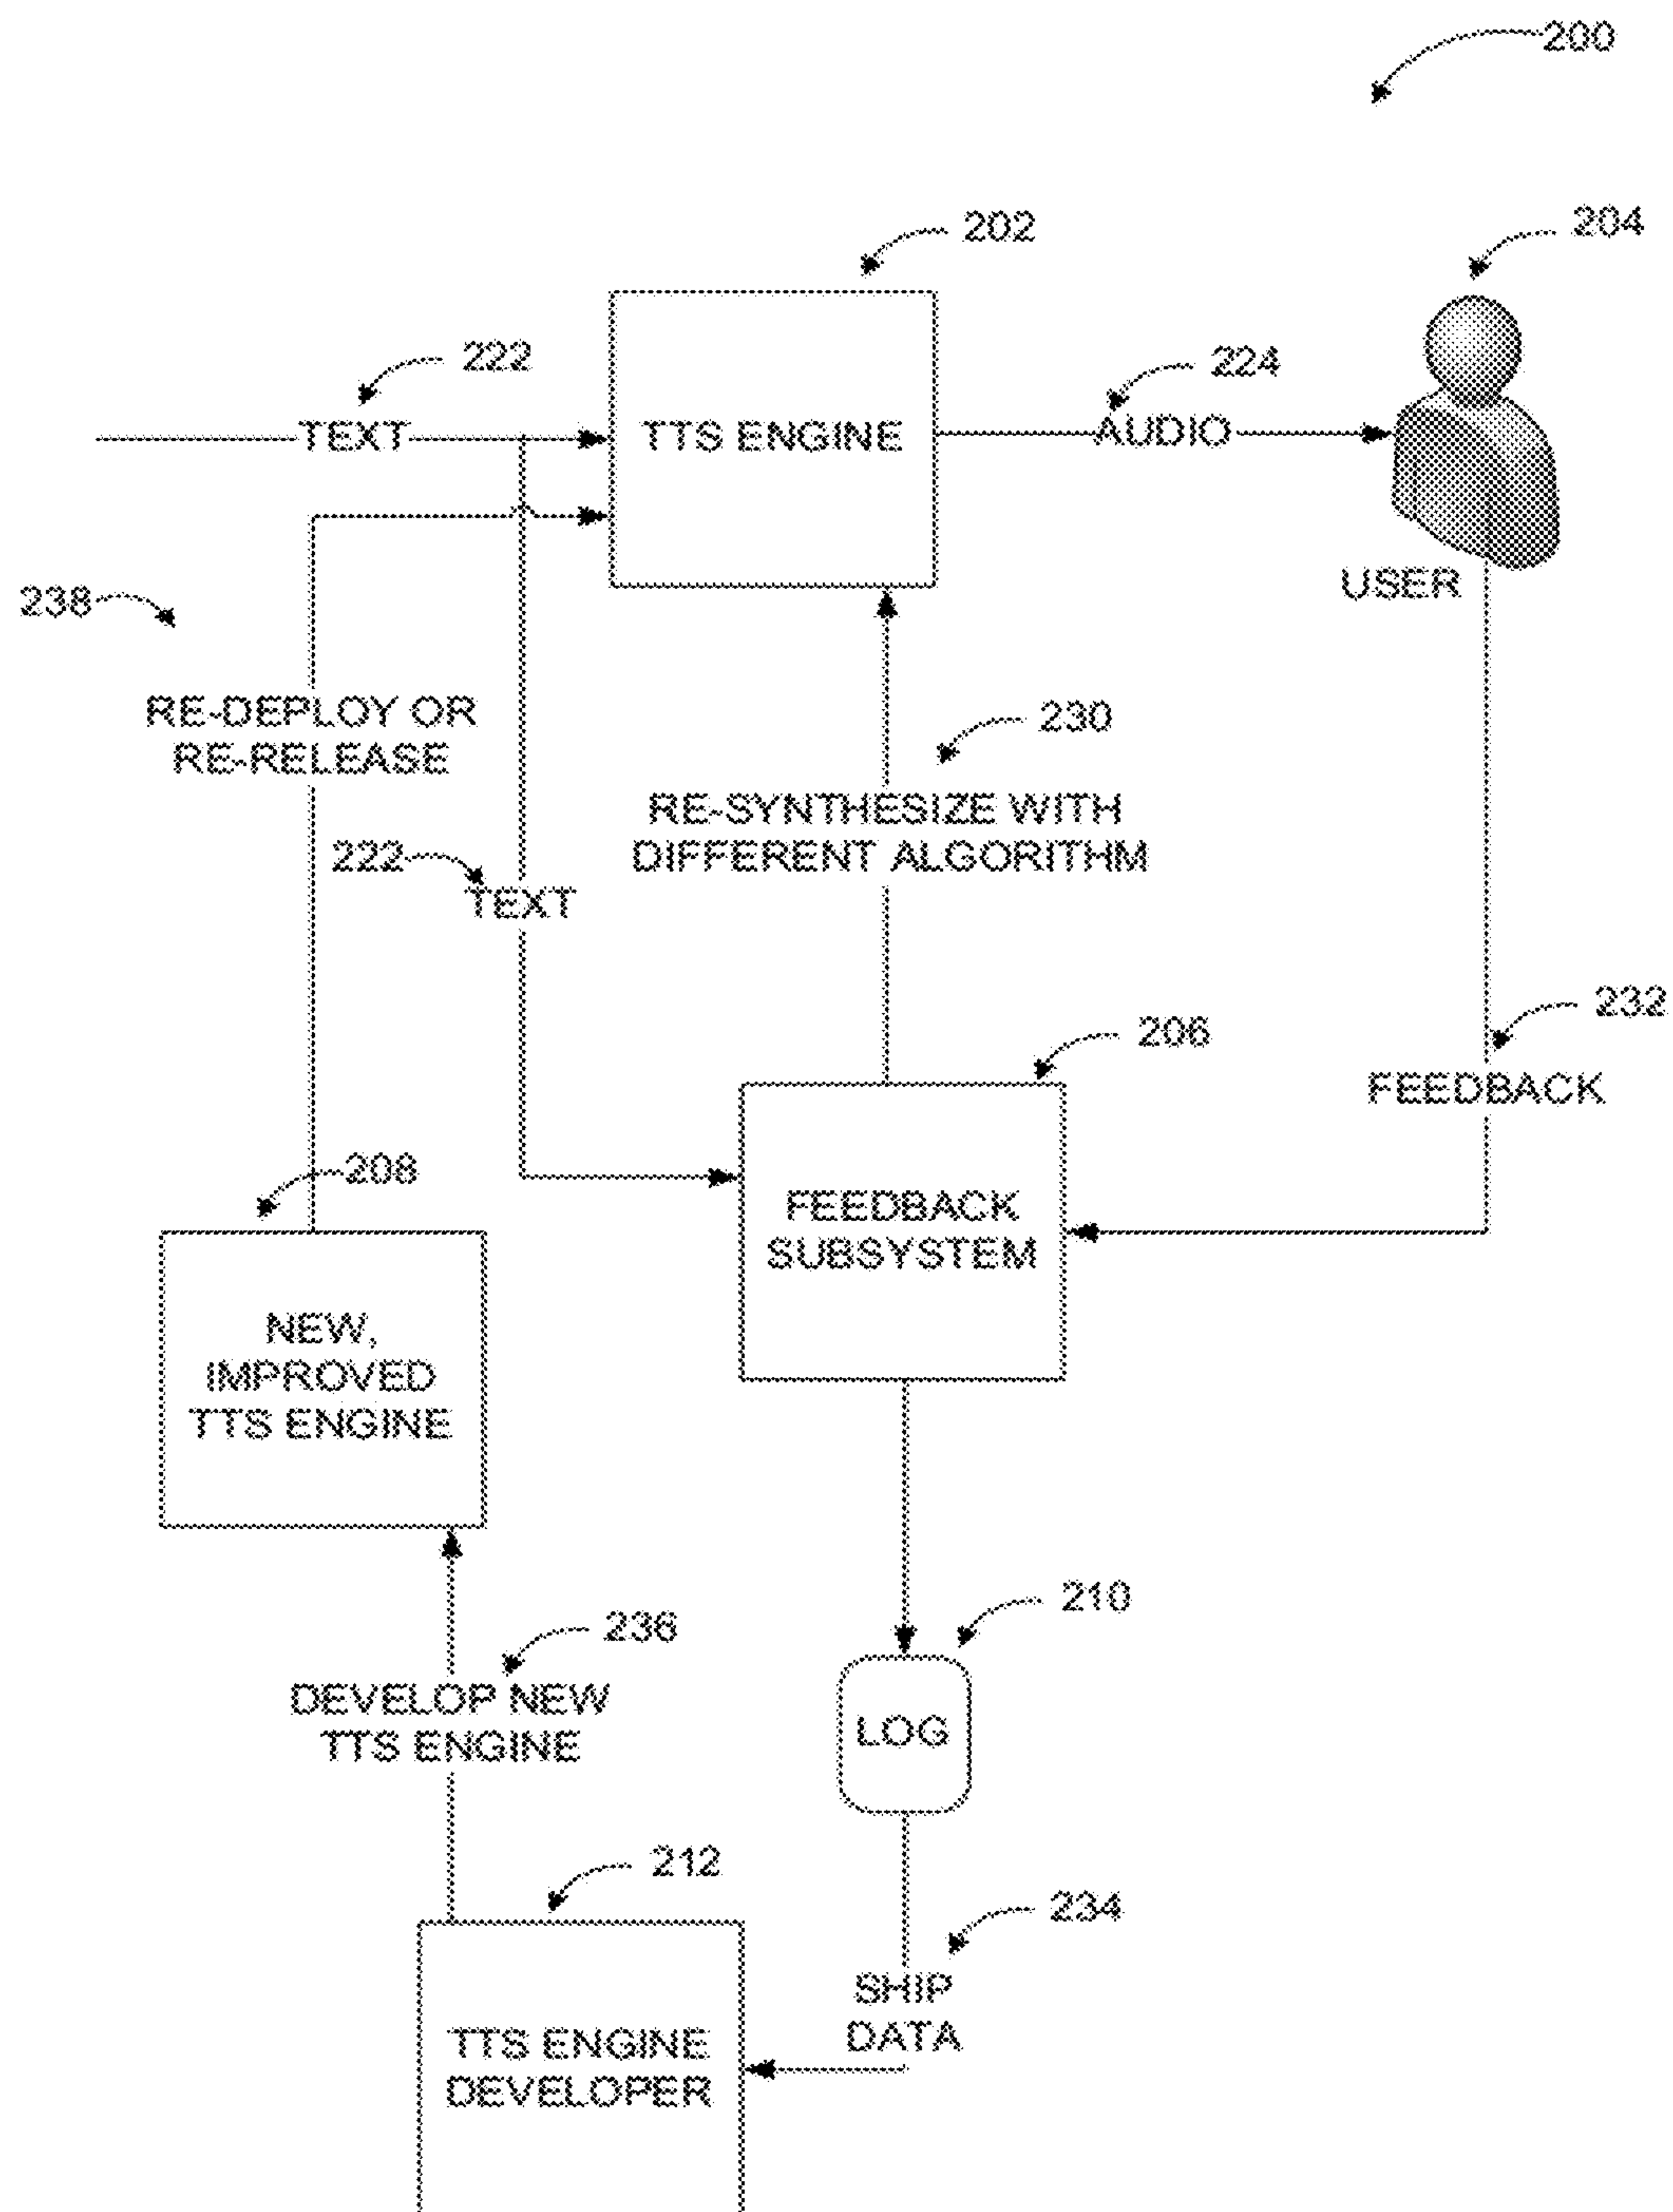 200
202
204
222
224
TEXT
TTS ENGINE
AUDIO
USER
238
RE-DEPLOY OR
RE-RELEASE
230
RE-SYNTHESIZE WITH
DIFFERENT ALGORITHM
222
TEXT
232
206
FEEDBACK
208
FEEDBACK
SUBSYSTEM
NEW,
IMPROVED
TTS ENGINE
210
236
DEVELOP NEW
TTS ENGINE
LOG
212
234
SHIP
DATA
TTS ENGINE
DEVELOPER